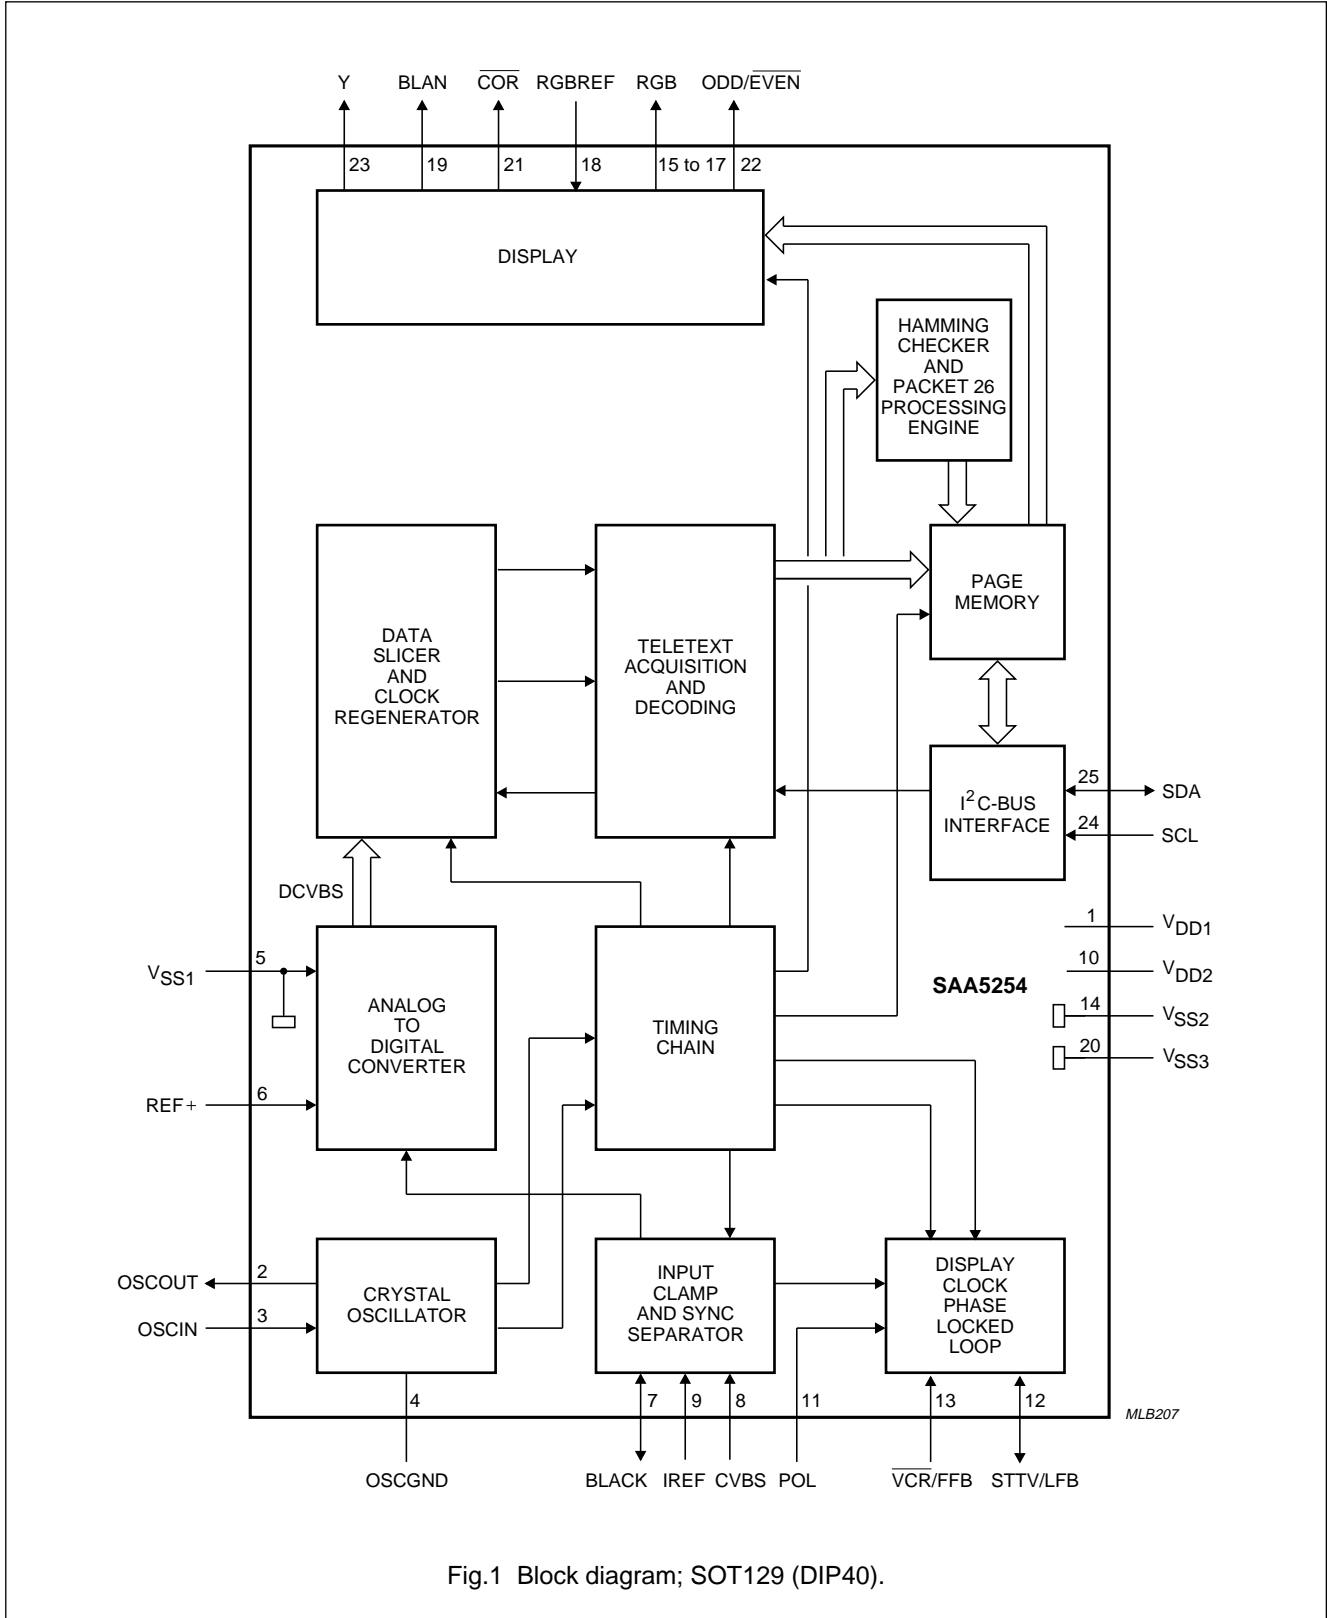 Y BLAN COR RGBREF RGB ODD/EVEN
23 19 21 18 15 to 17 22
DISPLAY
HAMMING
CHECKER
AND
PACKET 26
PROCESSING
ENGINE
DATA
SLICER
AND
CLOCK
REGENERATOR
TELETEXT
ACQUISITION
AND
DECODING
PAGE
MEMORY
I2C-BUS
INTERFACE
25 SDA
24 SCL
DCVBS
1 VDD1
10 VDD2
14 VSS2
20 VSS3
SAA5254
VSS1 5
REF+ 6
ANALOG
TO
DIGITAL
CONVERTER
TIMING
CHAIN
OSCOUT 2
OSCIN 3
CRYSTAL
OSCILLATOR
INPUT
CLAMP
AND SYNC
SEPARATOR
DISPLAY
CLOCK
PHASE
LOCKED
LOOP
4 7 9 8 11 13 12
MLB207
OSCGND BLACK IREF CVBS POL VCR/FFB STTV/LFB
Fig.1 Block diagram; SOT129 (DIP40).